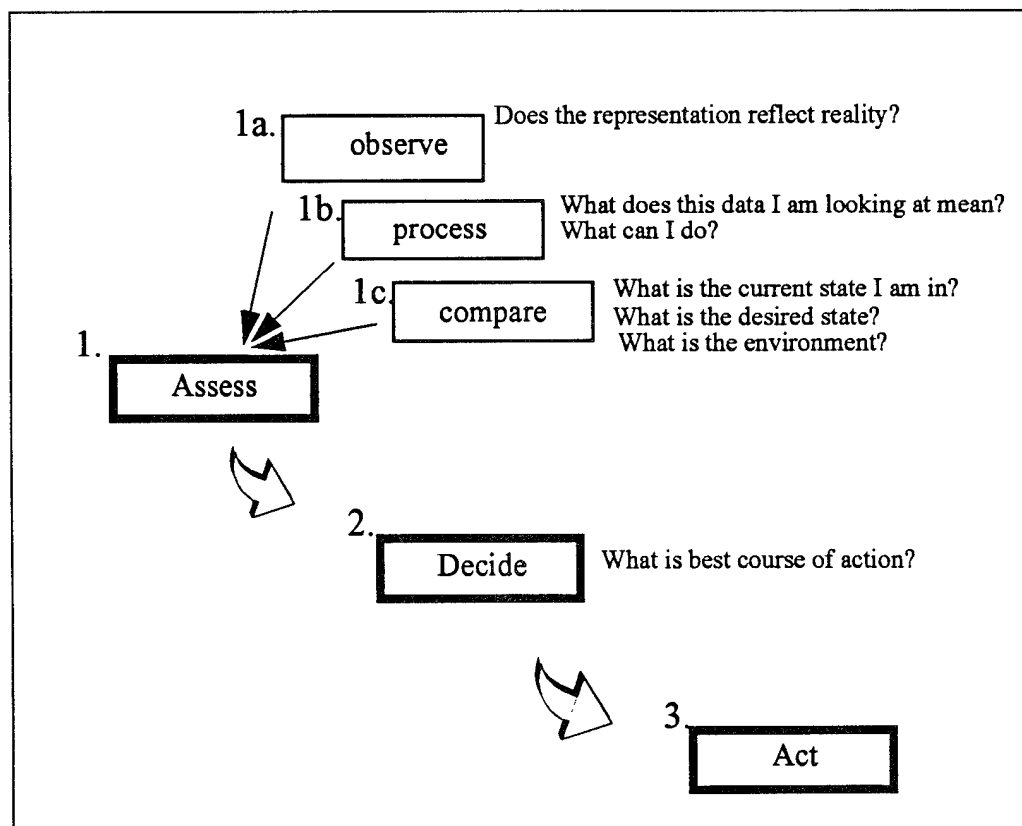 1a.
observe
Does the representation reflect reality?
1b.
process
What does this data I am looking at mean?
What can I do?
1c.
compare
What is the current state I am in?
What is the desired state?
What is the environment?
1.
Assess
2.
Decide
What is best course of action?
3.
Act